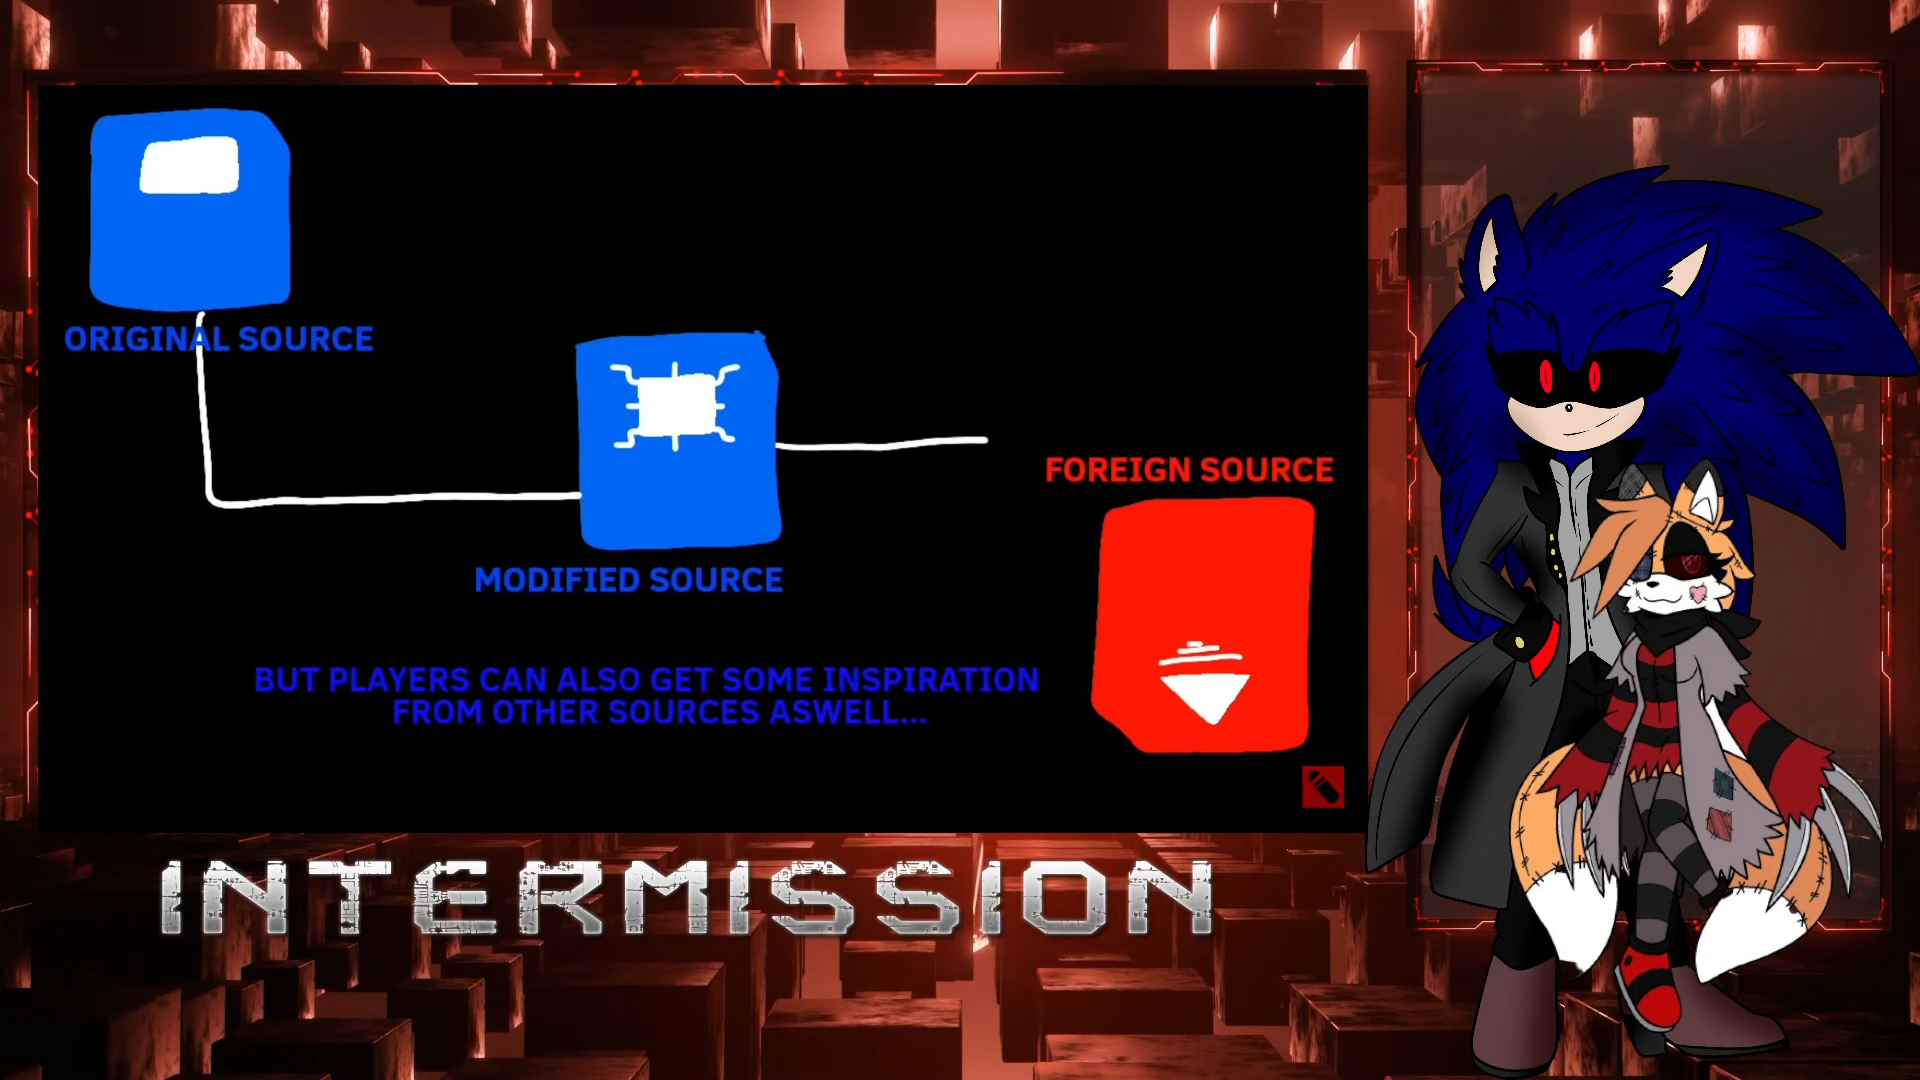 ORIGINAL SOURCE
FOREIGN SOURCE
MODIFIED SOURCE
BUT PLAYERS CAN ALSO GET SOME INSPIRATION
FROM OTHER SOURCES ASWELL...
INTERMISSION